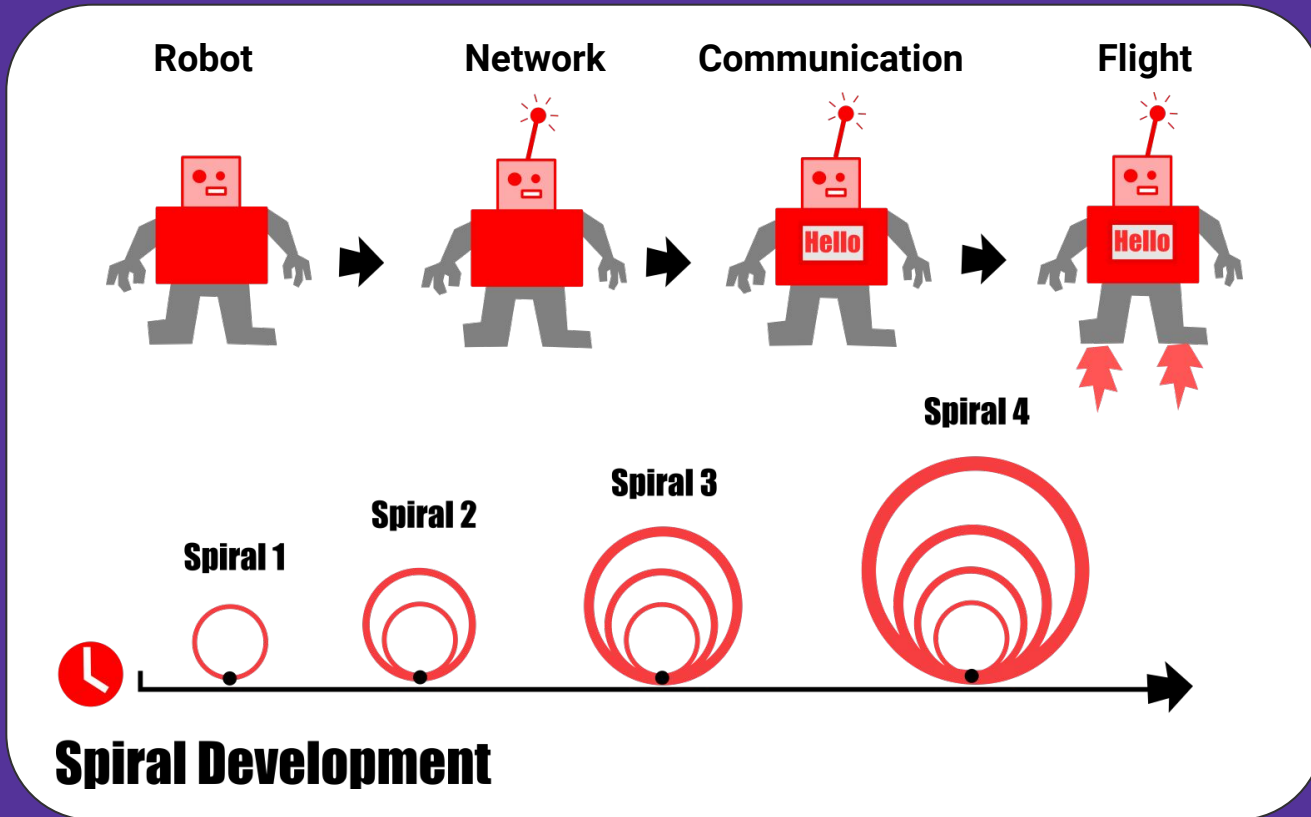 Robot
Network
Communication
Flight
Hello
Hello
Spiral 4
Spiral 3
Spiral 2
Spiral 1
Spiral Development